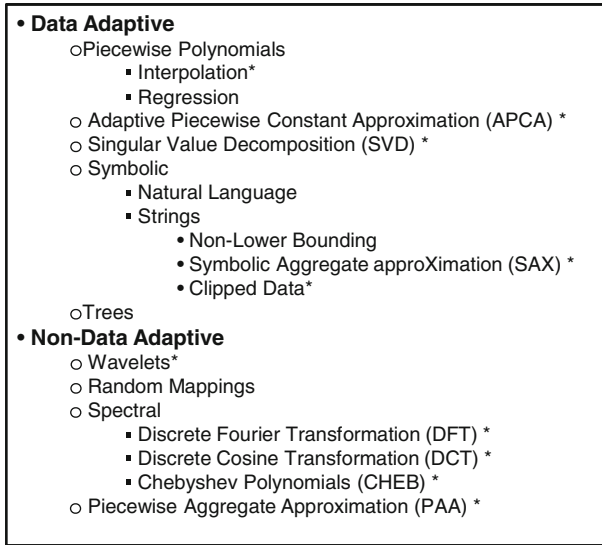 • Data Adaptive
○ Piecewise Polynomials
▪ Interpolation*
▪ Regression
○ Adaptive Piecewise Constant Approximation (APCA) *
○ Singular Value Decomposition (SVD) *
○ Symbolic
▪ Natural Language
▪ Strings
• Non-Lower Bounding
• Symbolic Aggregate approXimation (SAX) *
• Clipped Data*
○ Trees
• Non-Data Adaptive
○ Wavelets*
○ Random Mappings
○ Spectral
▪ Discrete Fourier Transformation (DFT) *
▪ Discrete Cosine Transformation (DCT) *
▪ Chebyshev Polynomials (CHEB) *
○ Piecewise Aggregate Approximation (PAA) *